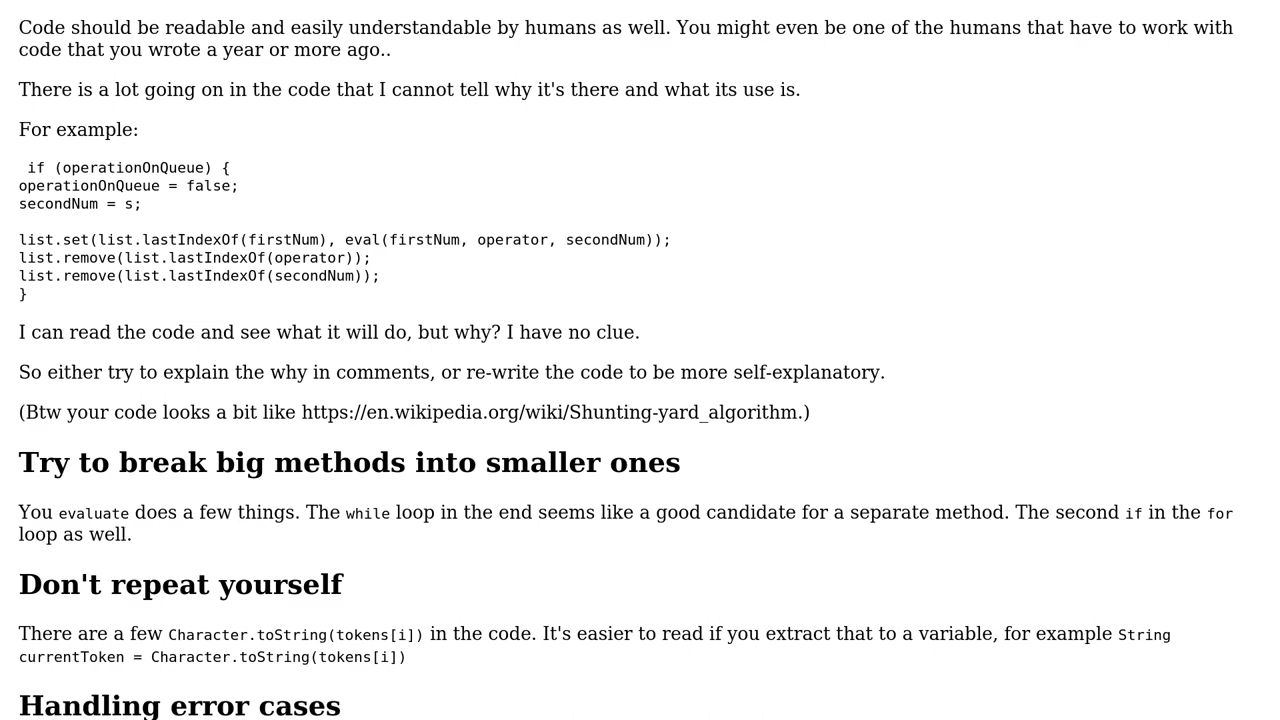 Code should be readable and easily understandable by humans as well. You might even be one of the humans that have to work with
code that you wrote a year or more ago..
There is a lot going on in the code that I cannot tell why it's there and what its use is.
For example:
if (operationOnQueue) {
operationOnQueue = false;
secondNum = s;
list.set(list.lastIndexOf(firstNum), eval(firstNum, operator, secondNum));
list.remove(list.lastIndexOf(operator));
list.remove(list.lastIndexOf(secondNum));
}
I can read the code and see what it will do, but why? I have no clue.
So either try to explain the why in comments, or re-write the code to be more self-explanatory.
(Btw your code looks a bit like https://en.wikipedia.org/wiki/Shunting-yard_algorithm.)
Try to break big methods into smaller ones
You evaluate does a few things. The while loop in the end seems like a good candidate for a separate method. The second if in the for
loop as well.
Don't repeat yourself
There are a few Character.toString(tokens[i]) in the code. It's easier to read if you extract that to a variable, for example String
currentToken = Character.toString(tokens[i])
Handling error cases